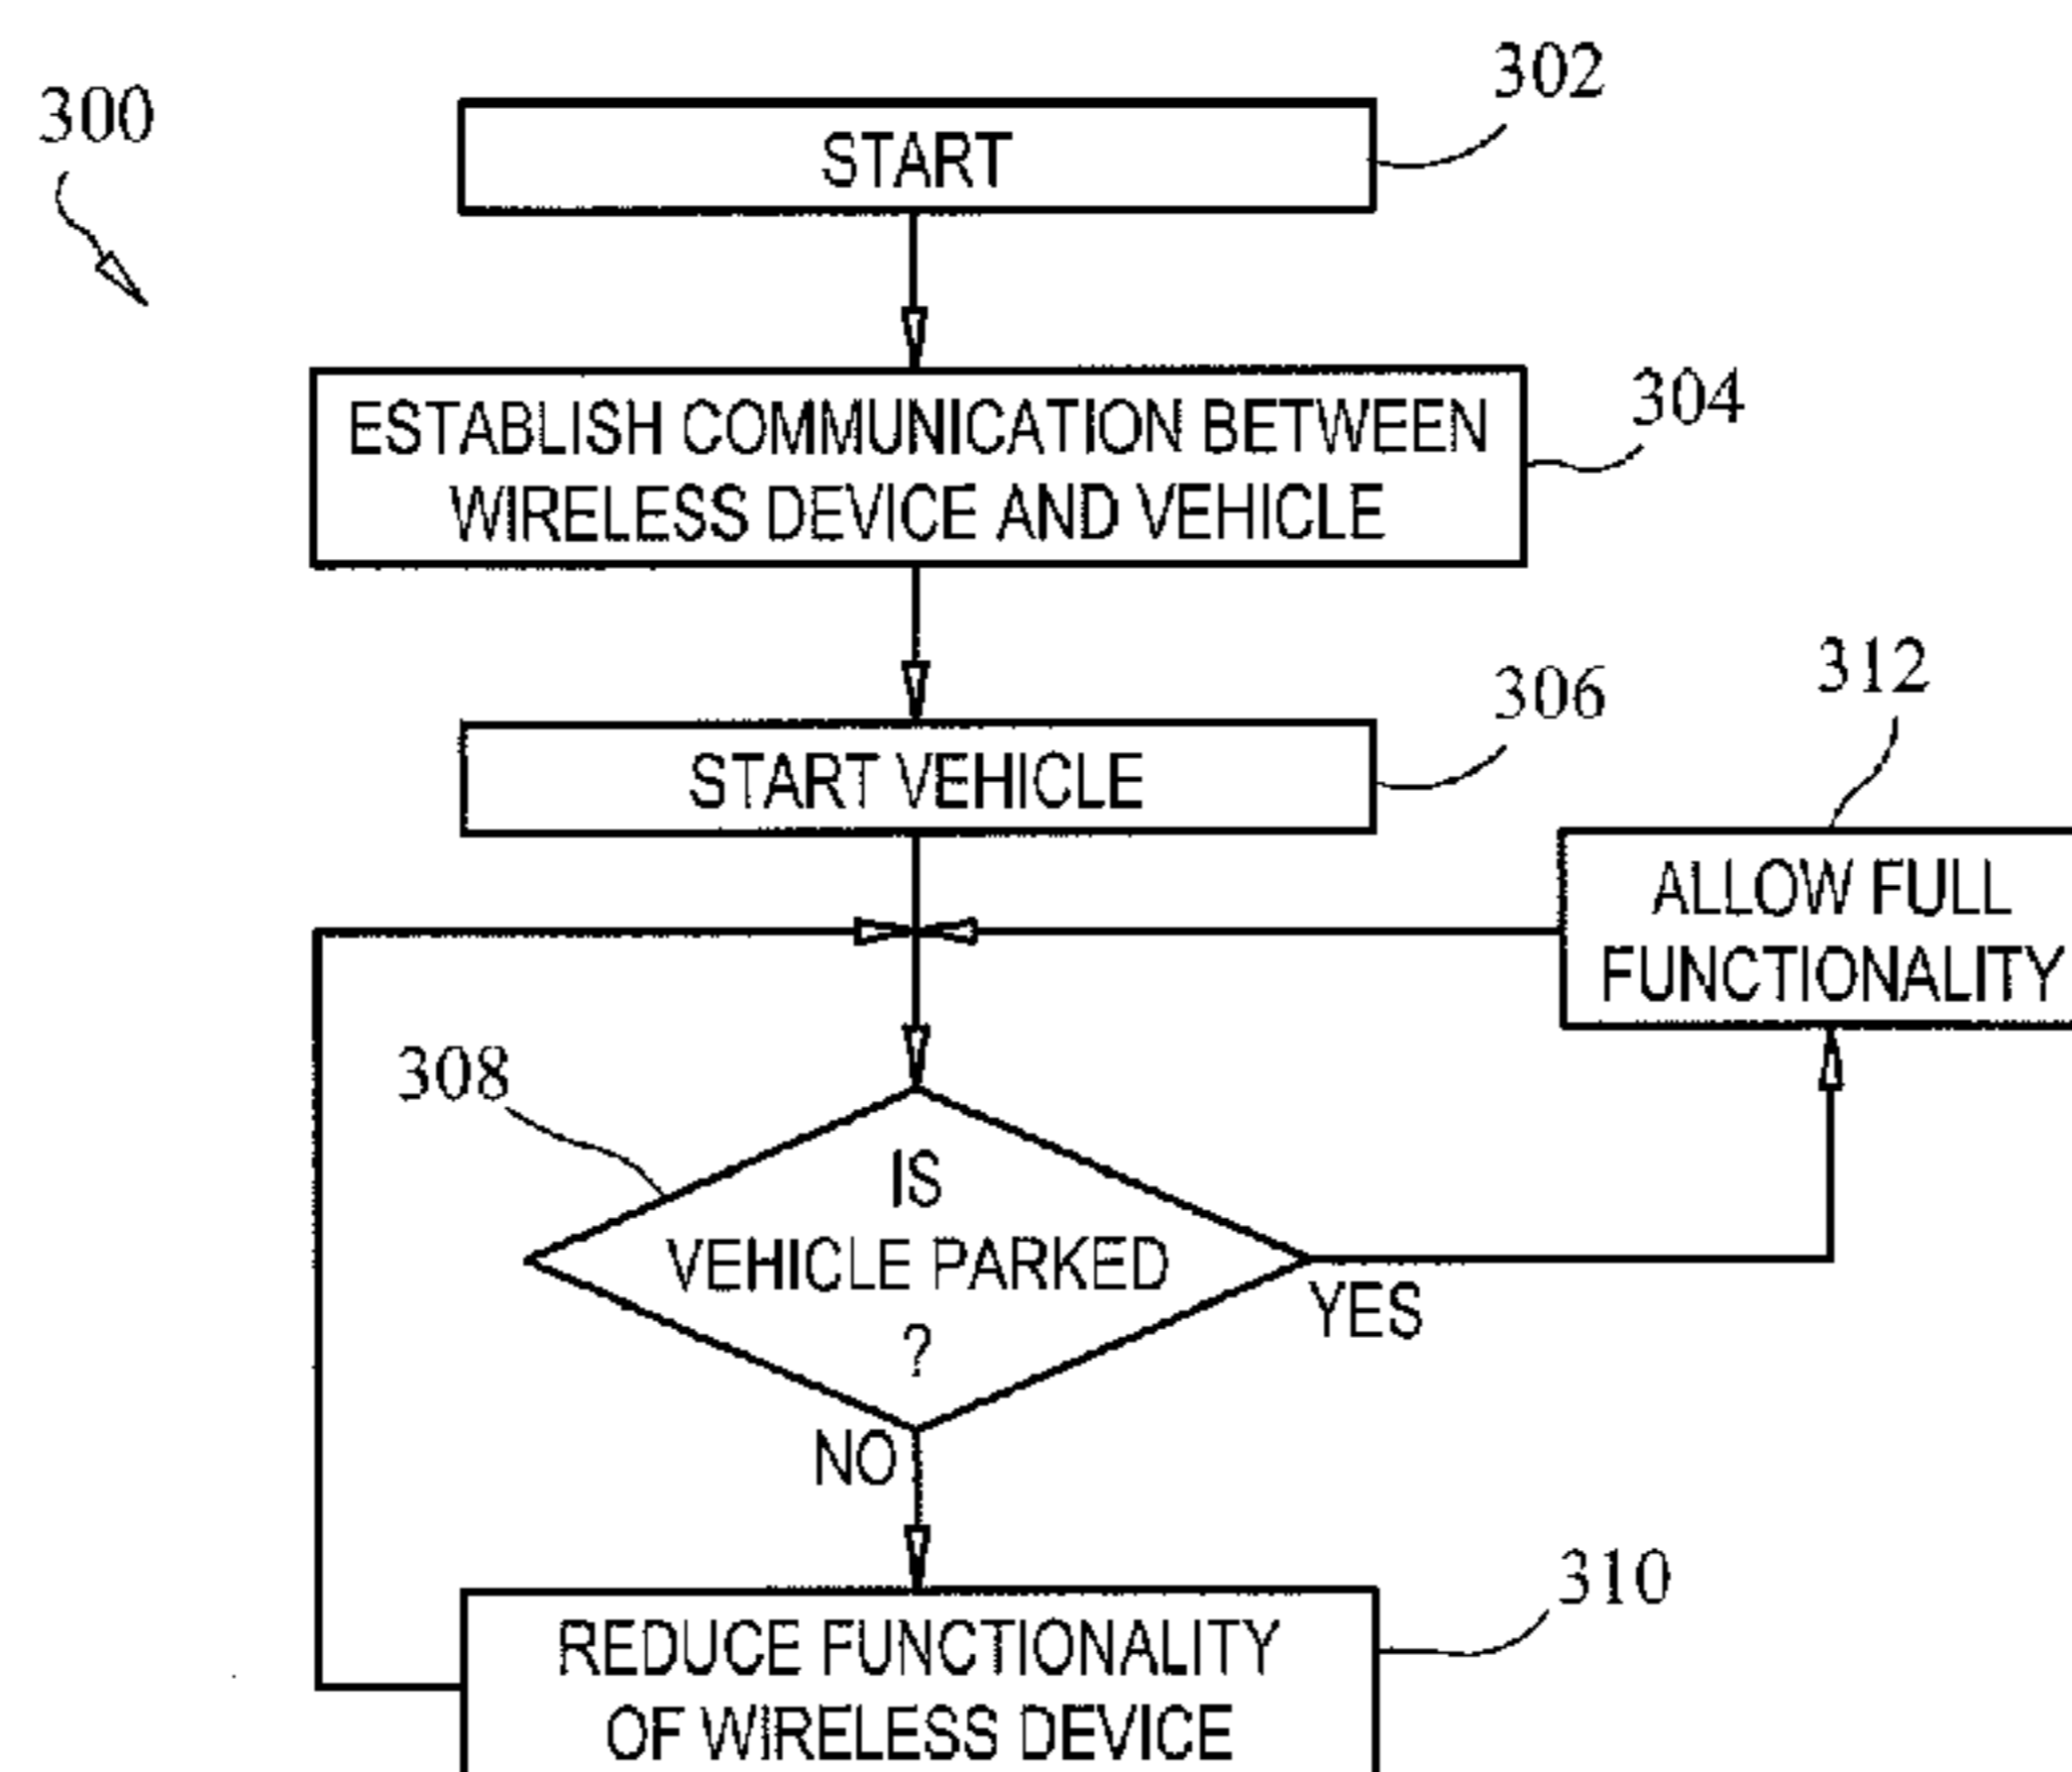 300
302
START
304
ESTABLISH COMMUNICATION BETWEEN
WIRELESS DEVICE AND VEHICLE
306
START VEHICLE
312
ALLOW FULL
FUNCTIONALITY
308
IS
VEHICLE PARKED
?
YES
NO
310
REDUCE FUNCTIONALITY
OF WIRELESS DEVICE